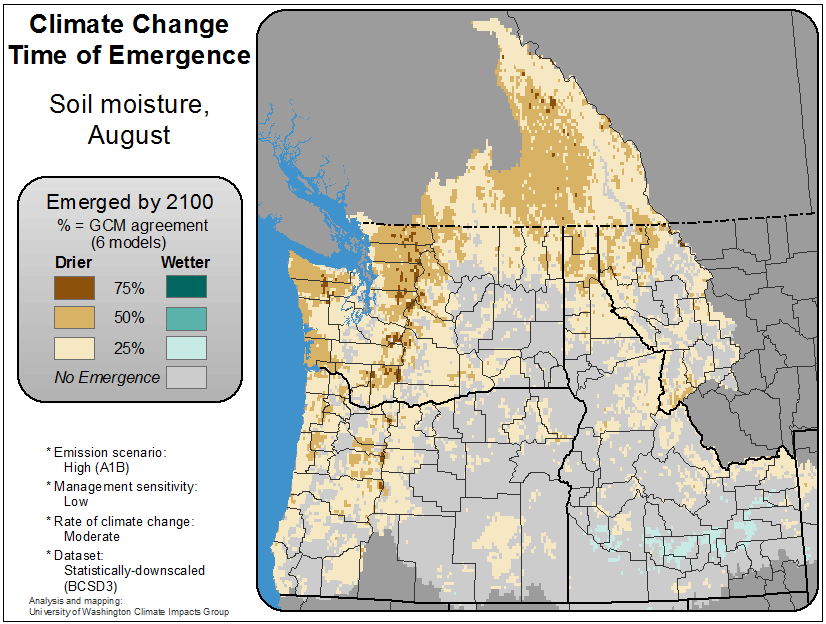 Climate Change
Time of Emergence
Soil moisture,
August
Emerged by 2100
% = GCM agreement
(6 models)
Drier Wetter
75%
50%
25%
No Emergence
* Emission scenario:
High (A1B)
* Management sensitivity:
Low
* Rate of climate change:
Moderate
* Dataset:
Statistically-downscaled
(BCSD3)
Analysis and mapping:
University of Washington Climate Impacts Group